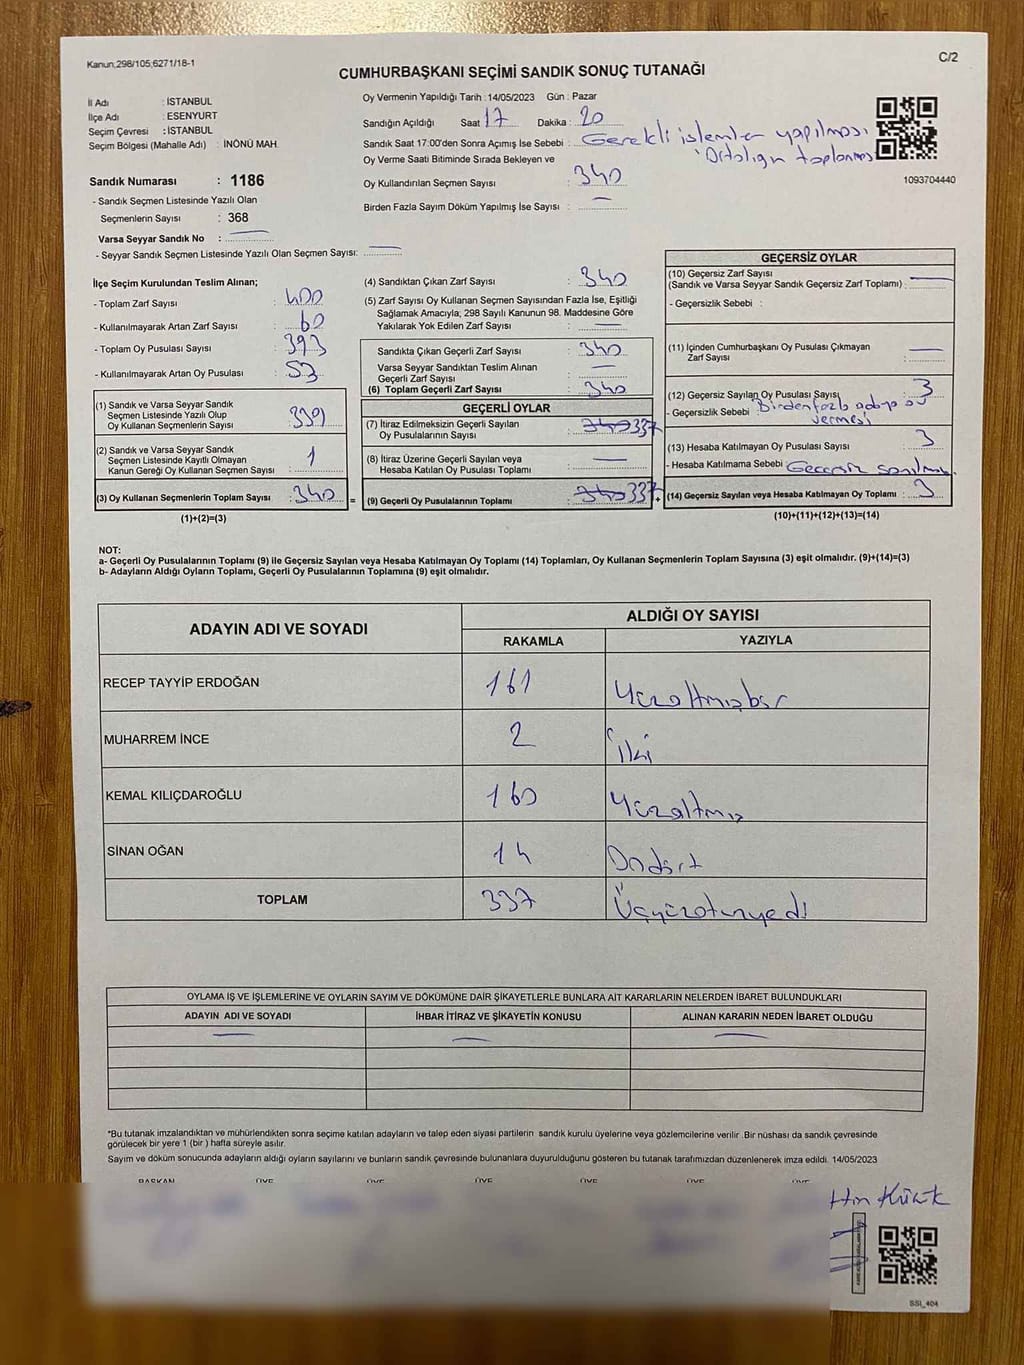 Kanun;298/105;6271/18-1
C/2
CUMHURBAŞKANI SEÇİMİ SANDIK SONUÇ TUTANAĞI
İl Adı : İSTANBUL
İlçe Adı : ESENYURT
Seçim Çevresi : İSTANBUL
Seçim Bölgesi (Mahalle Adı) : İNÖNÜ MAH.
Oy Vermenin Yapıldığı Tarih : 14/05/2023 Gün : Pazar
Sandığın Açıldığı Saat 17 Dakika : 20
Sandık Saat 17:00'den Sonra Açılmış İse Sebebi : Gerekli işlemler yapılması
Ortalığın toplanması
Oy Verme Saati Bitiminde Sırada Bekleyen ve
Oy Kullandırılan Seçmen Sayısı : 340
Birden Fazla Sayım Döküm Yapılmış İse Sayısı : —
1093704440
Sandık Numarası : 1186
- Sandık Seçmen Listesinde Yazılı Olan
Seçmenlerin Sayısı : 368
Varsa Seyyar Sandık No : —
- Seyyar Sandık Seçmen Listesinde Yazılı Olan Seçmen Sayısı: —
İlçe Seçim Kurulundan Teslim Alınan;
- Toplam Zarf Sayısı : 400
- Kullanılmayarak Artan Zarf Sayısı : 60
- Toplam Oy Pusulası Sayısı : 393
- Kullanılmayarak Artan Oy Pusulası : 53
(1) Sandık ve Varsa Seyyar Sandık
Seçmen Listesinde Yazılı Olup
Oy Kullanan Seçmenlerin Sayısı : 339
(2) Sandık ve Varsa Seyyar Sandık
Seçmen Listesinde Kayıtlı Olmayan
Kanun Gereği Oy Kullanan Seçmen Sayısı : 1
(3) Oy Kullanan Seçmenlerin Toplam Sayısı : 340 =
(1)+(2)=(3)
(4) Sandıktan Çıkan Zarf Sayısı : 340
(5) Zarf Sayısı Oy Kullanan Seçmen Sayısından Fazla İse, Eşitliği
Sağlamak Amacıyla; 298 Sayılı Kanunun 98. Maddesine Göre
Yakılarak Yok Edilen Zarf Sayısı : —
Sandıkta Çıkan Geçerli Zarf Sayısı : 340
Varsa Seyyar Sandıktan Teslim Alınan
Geçerli Zarf Sayısı : —
(6) Toplam Geçerli Zarf Sayısı : 340
GEÇERLİ OYLAR
(7) İtiraz Edilmeksizin Geçerli Sayılan
Oy Pusulalarının Sayısı : 340 337
(8) İtiraz Üzerine Geçerli Sayılan veya
Hesaba Katılan Oy Pusulası Toplamı : —
(9) Geçerli Oy Pusulalarının Toplamı : 340 337 +
GEÇERSİZ OYLAR
(10) Geçersiz Zarf Sayısı
(Sandık ve Varsa Seyyar Sandık Geçersiz Zarf Toplamı) : —
- Geçersizlik Sebebi :
(11) İçinden Cumhurbaşkanı Oy Pusulası Çıkmayan
Zarf Sayısı : —
(12) Geçersiz Sayılan Oy Pusulası Sayısı : 3
- Geçersizlik Sebebi : Birden fazla adaya oy
vermesi
(13) Hesaba Katılmayan Oy Pusulası Sayısı : 3
- Hesaba Katılmama Sebebi : Geçersiz
(14) Geçersiz Sayılan veya Hesaba Katılmayan Oy Toplamı : 3
(10)+(11)+(12)+(13)=(14)
NOT:
a- Geçerli Oy Pusulalarının Toplamı (9) ile Geçersiz Sayılan veya Hesaba Katılmayan Oy Toplamı (14) Toplamları, Oy Kullanan Seçmenlerin Toplam Sayısına (3) eşit olmalıdır. (9)+(14)=(3)
b- Adayların Aldığı Oyların Toplamı, Geçerli Oy Pusulalarının Toplamına (9) eşit olmalıdır.
ADAYIN ADI VE SOYADI ALDIĞI OY SAYISI
RAKAMLA YAZIYLA
RECEP TAYYİP ERDOĞAN 161 Yüzaltmışbir
MUHARREM İNCE 2 İki
KEMAL KILIÇDAROĞLU 160 Yüzaltmış
SİNAN OĞAN 14 Ondört
TOPLAM 337 Üçyüzotuzyedi
OYLAMA İŞ VE İŞLEMLERİNE VE OYLARIN SAYIM VE DÖKÜMÜNE DAİR ŞİKAYETLERLE BUNLARA AİT KARARLARIN NELERDEN İBARET BULUNDUKLARI
ADAYIN ADI VE SOYADI İHBAR İTİRAZ VE ŞİKAYETİN KONUSU ALINAN KARARIN NEDEN İBARET OLDUĞU
— — —
*Bu tutanak imzalandıktan ve mühürlendikten sonra seçime katılan adayların ve talep eden siyasi partilerin sandık kurulu üyelerine veya gözlemcilerine verilir .Bir nüshası da sandık çevresinde
görülecek bir yere 1 (bir ) hafta süreyle asılır.
Sayım ve döküm sonucunda adayların aldığı oyların sayılarını ve bunların sandık çevresinde bulunanlara duyurulduğunu gösteren bu tutanak tarafımızdan düzenlenerek imza edildi. 14/05/2023
BAŞKAN ÜYE ÜYE ÜYE ÜYE ÜYE ÜYE
SSI_404